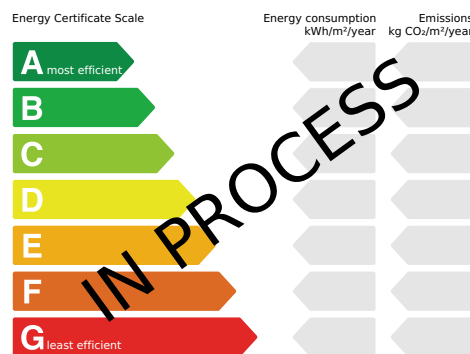 Energy Certificate Scale
Energy consumption
kWh/m²/year
Emissions
kg CO₂/m²/year
A most efficient
B
C
D
E
F
G least efficient
IN PROCESS